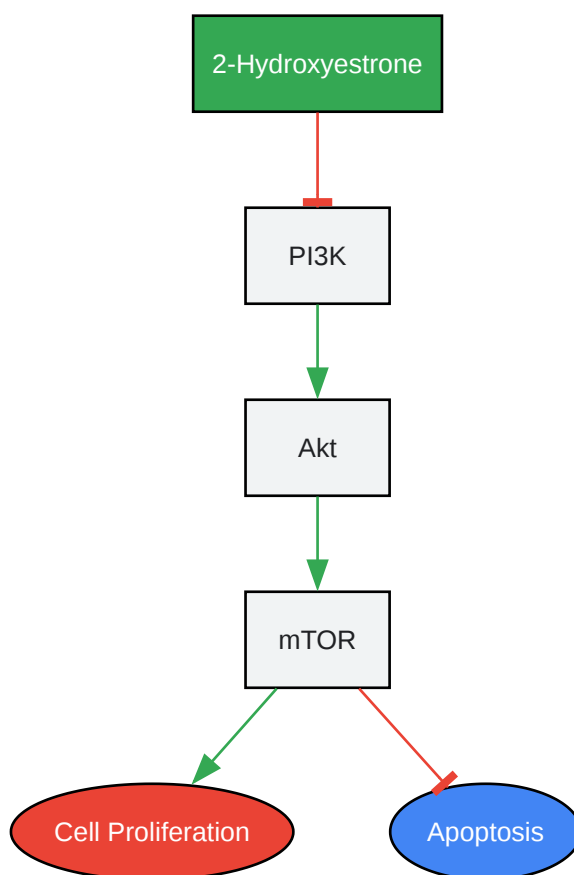 2-Hydroxyestrone
PI3K
Akt
mTOR
Cell Proliferation
Apoptosis